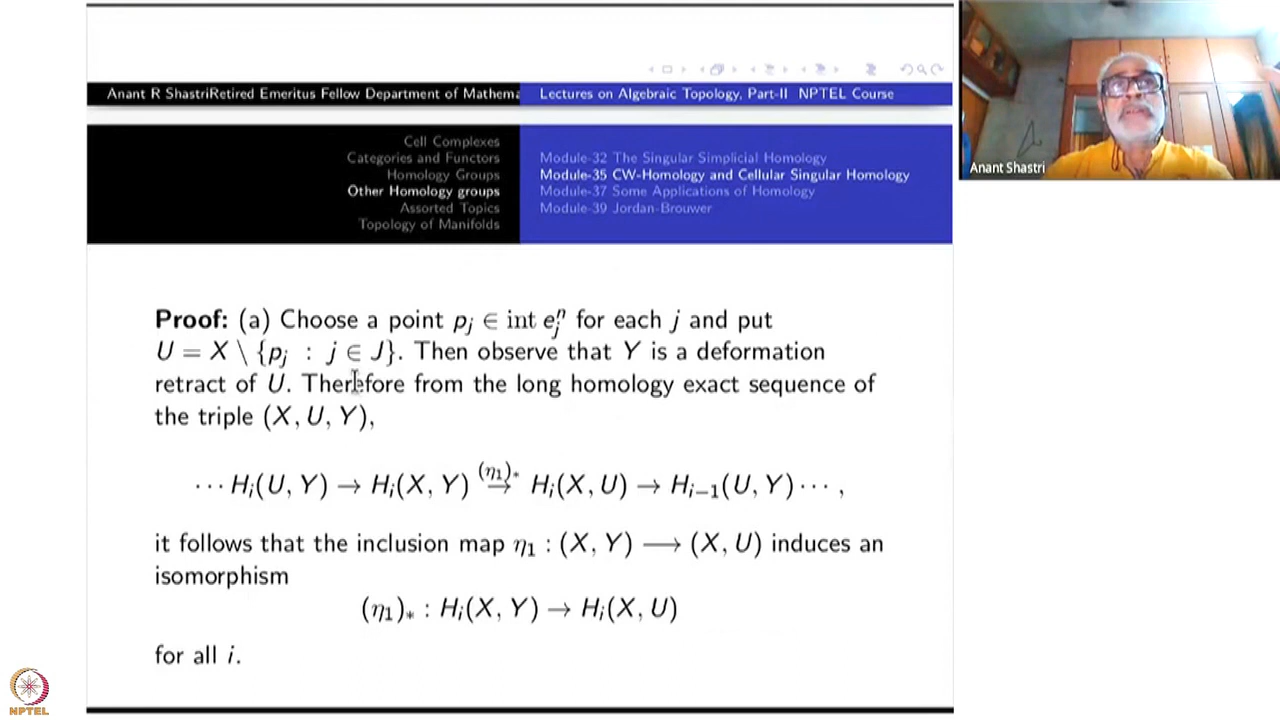 Anant R ShastriRetired Emeritus Fellow Department of Mathema
Lectures on Algebraic Topology, Part-II NPTEL Course
Cell Complexes
Categories and Functors
Homology Groups
Other Homology groups
Assorted Topics
Topology of Manifolds
Module-32 The Singular Simplicial Homology
Module-35 CW-Homology and Cellular Singular Homology
Module-37 Some Applications of Homology
Module-39 Jordan-Brouwer
Anant Shastri
Proof: (a) Choose a point p_j ∈ int e_j^n for each j and put
U = X \ {p_j : j ∈ J}. Then observe that Y is a deformation
retract of U. Therefore from the long homology exact sequence of
the triple (X, U, Y),
··· H_i(U, Y) → H_i(X, Y) →^{(η_1)_*} H_i(X, U) → H_{i−1}(U, Y) ··· ,
it follows that the inclusion map η_1 : (X, Y) ⟶ (X, U) induces an
isomorphism
(η_1)_* : H_i(X, Y) → H_i(X, U)
for all i.
NPTEL